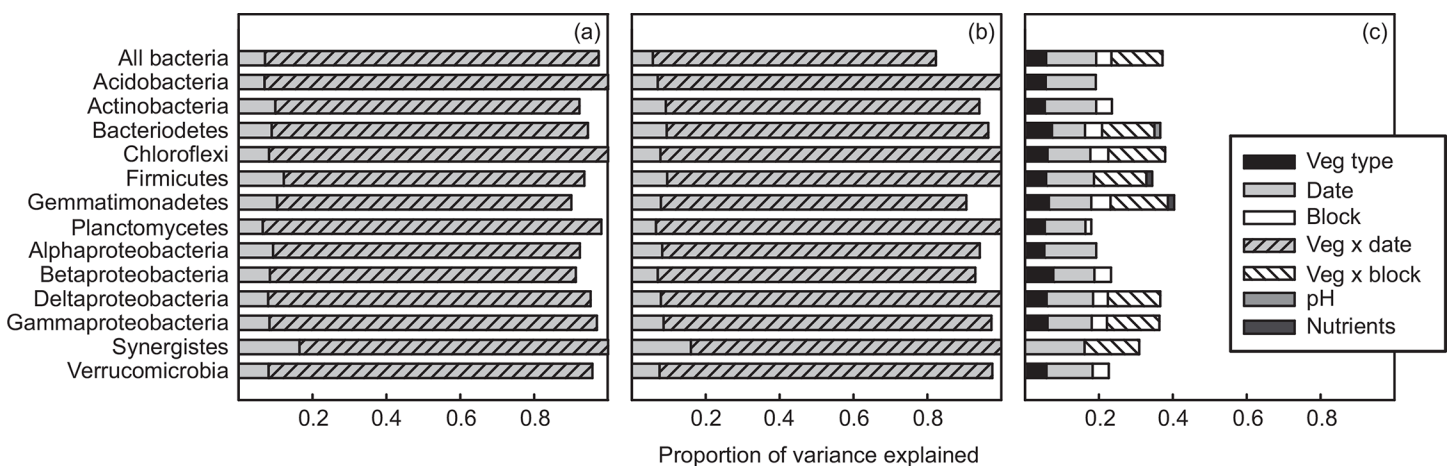 (a)
(b)
(c)
All bacteria
Acidobacteria
Actinobacteria
Bacteriodetes
Chloroflexi
Firmicutes
Gemmatimonadetes
Planctomycetes
Alphaproteobacteria
Betaproteobacteria
Deltaproteobacteria
Gammaproteobacteria
Synergistes
Verrucomicrobia
Veg type
Date
Block
Veg x date
Veg x block
pH
Nutrients
0.2 0.4 0.6 0.8
0.2 0.4 0.6 0.8
0.2 0.4 0.6 0.8
Proportion of variance explained